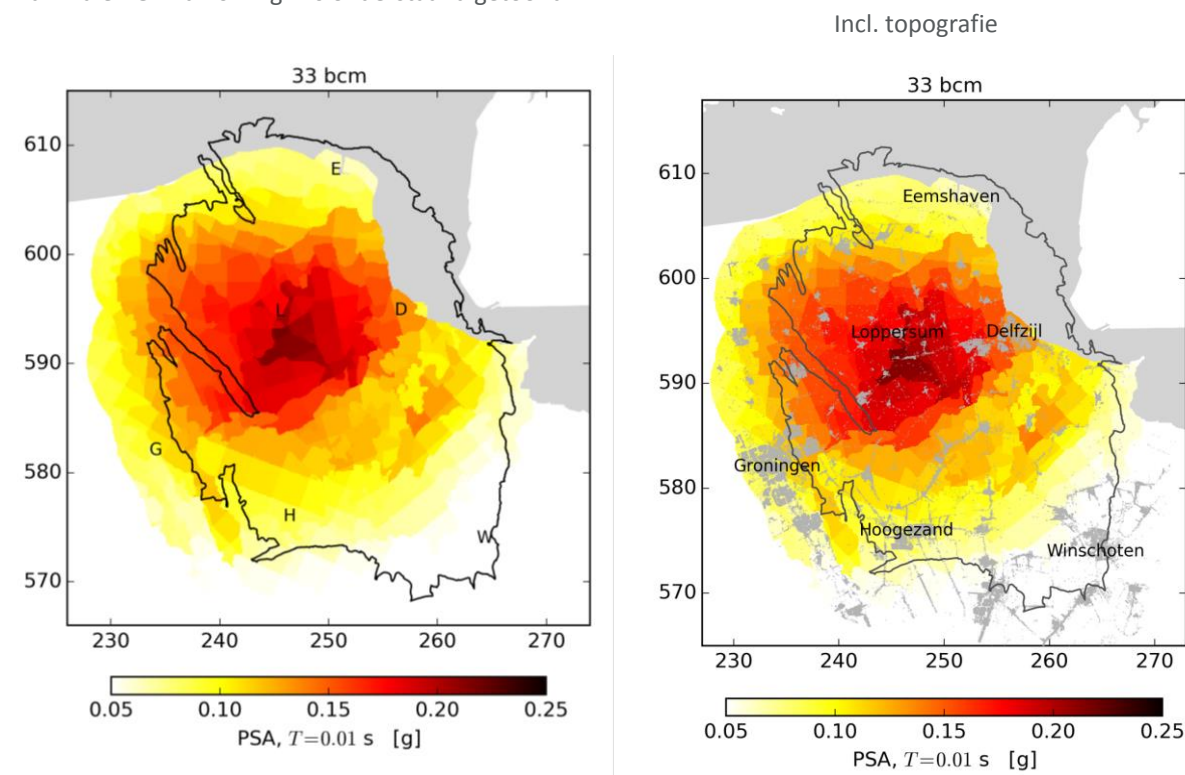 Incl. topografie
33 bcm
610
600
590
580
570
E
L
D
G
H
W
230 240 250 260 270
0.05 0.10 0.15 0.20 0.25
PSA, T=0.01 s [g]
33 bcm
610
600
590
580
570
Eemshaven
Loppersum
Delfzijl
Groningen
Hoogezand
Winschoten
230 240 250 260 270
0.05 0.10 0.15 0.20 0.25
PSA, T=0.01 s [g]